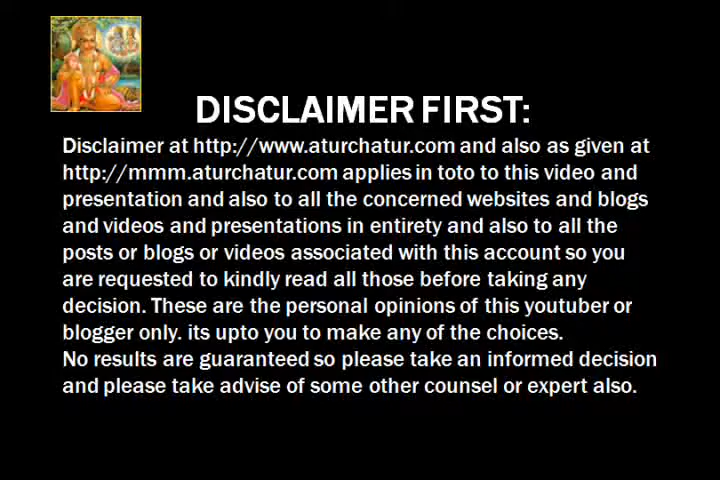 DISCLAIMER FIRST:
Disclaimer at http://www.aturchatur.com and also as given at
http://mmm.aturchatur.com applies in toto to this video and
presentation and also to all the concerned websites and blogs
and videos and presentations in entirety and also to all the
posts or blogs or videos associated with this account so you
are requested to kindly read all those before taking any
decision. These are the personal opinions of this youtuber or
blogger only. its upto you to make any of the choices.
No results are guaranteed so please take an informed decision
and please take advise of some other counsel or expert also.